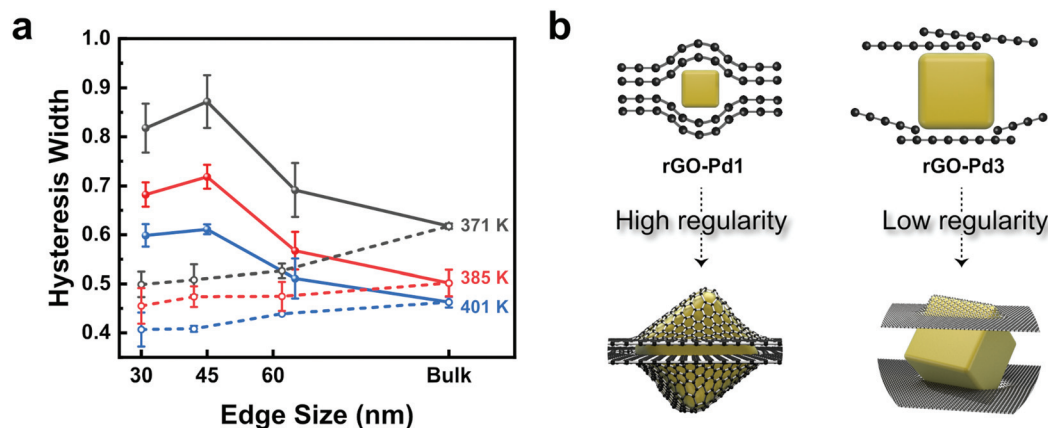 a
1.0
0.9
0.8
0.7
0.6
0.5
0.4
Hysteresis Width
371 K
385 K
401 K
30
45
60
Bulk
Edge Size (nm)
b
rGO-Pd1
High regularity
rGO-Pd3
Low regularity